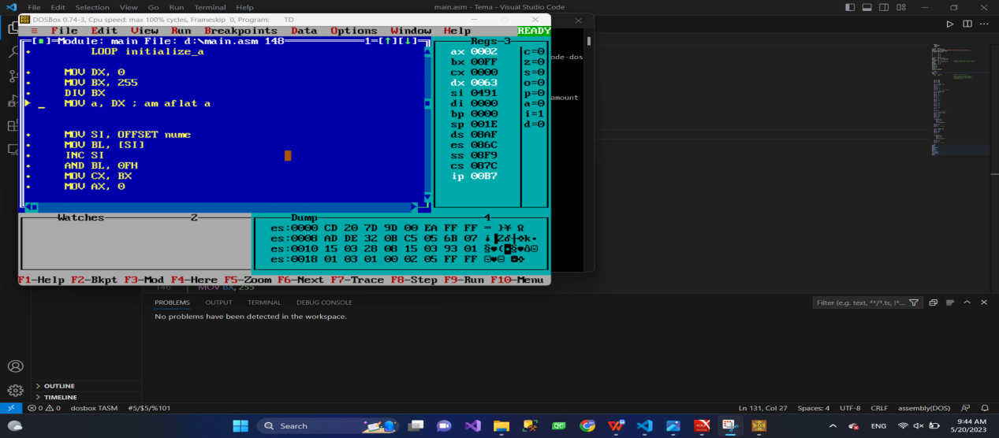 File Edit Selection View Go Run Terminal Help main.asm - Tema - Visual Studio Code
DOSBox 0.74-3, Cpu speed: max 100% cycles, Frameskip 0, Program: TD
≡ File Edit View Run Breakpoints Data Options Window Help READY
[■]=Module: main File: d:\main.asm 148 1=[↑][↓]
LOOP initialize_a
MOV DX, 0
MOV BX, 255
DIV BX
MOV a, DX ; am aflat a
MOV SI, OFFSET nume
MOV BL, [SI]
INC SI
AND BL, 0FH
MOV CX, BX
MOV AX, 0
Regs-3
ax 0002 c=0
bx 00FF z=0
cx 0000 s=0
dx 0063 o=0
si 0491 p=0
di 0000 a=0
bp 0000 i=1
sp 001E d=0
ds 08AF
es 086C
ss 08F9
cs 087C
ip 00B7
ode-dos
amount
Watches 2
Dump 4
es:0000 CD 20 7D 9D 00 EA FF FF
es:0008 AD DE 32 0B C5 05 6B 07
es:0010 15 03 28 08 15 03 93 01
es:0018 01 03 01 00 02 05 FF FF
F1-Help F2-Bkpt F3-Mod F4-Here F5-Zoom F6-Next F7-Trace F8-Step F9-Run F10-Menu
146 MOV BX, 255
PROBLEMS OUTPUT TERMINAL DEBUG CONSOLE
Filter (e.g. text, **/*.ts, !*...
No problems have been detected in the workspace.
OUTLINE
TIMELINE
0 0 dosbox TASM #5/$5/%101 Ln 131, Col 27 Spaces: 4 UTF-8 CRLF assembly(DOS)
Search
ENG
9:44 AM
5/20/2023